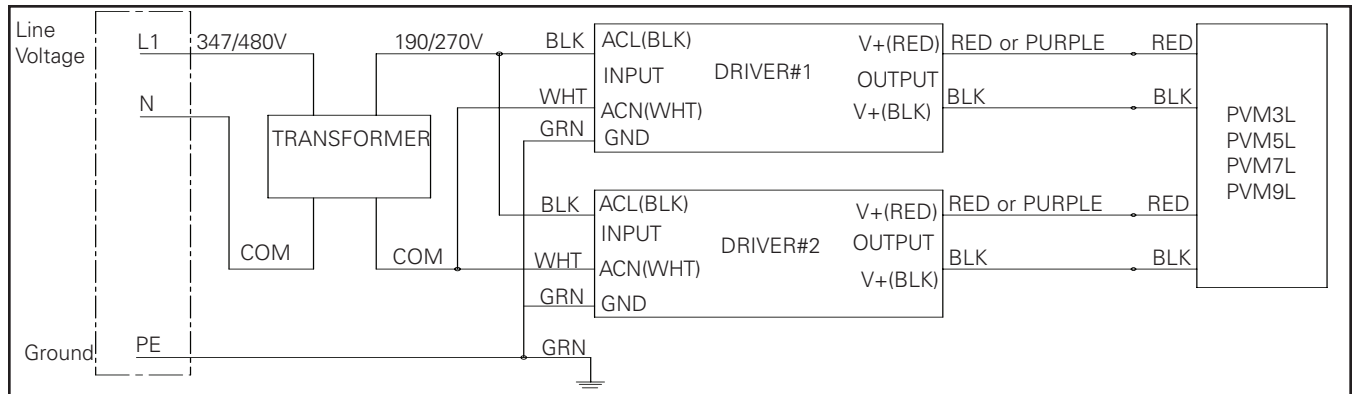 Line
Voltage
L1
347/480V
190/270V
BLK
ACL(BLK)
V+(RED)
RED or PURPLE
RED
INPUT
DRIVER#1
OUTPUT
N
WHT
ACN(WHT)
V+(BLK)
BLK
BLK
GRN
GND
TRANSFORMER
PVM3L
PVM5L
PVM7L
PVM9L
BLK
ACL(BLK)
V+(RED)
RED or PURPLE
RED
INPUT
DRIVER#2
OUTPUT
COM
COM
WHT
ACN(WHT)
V+(BLK)
BLK
BLK
GRN
GND
Ground
PE
GRN